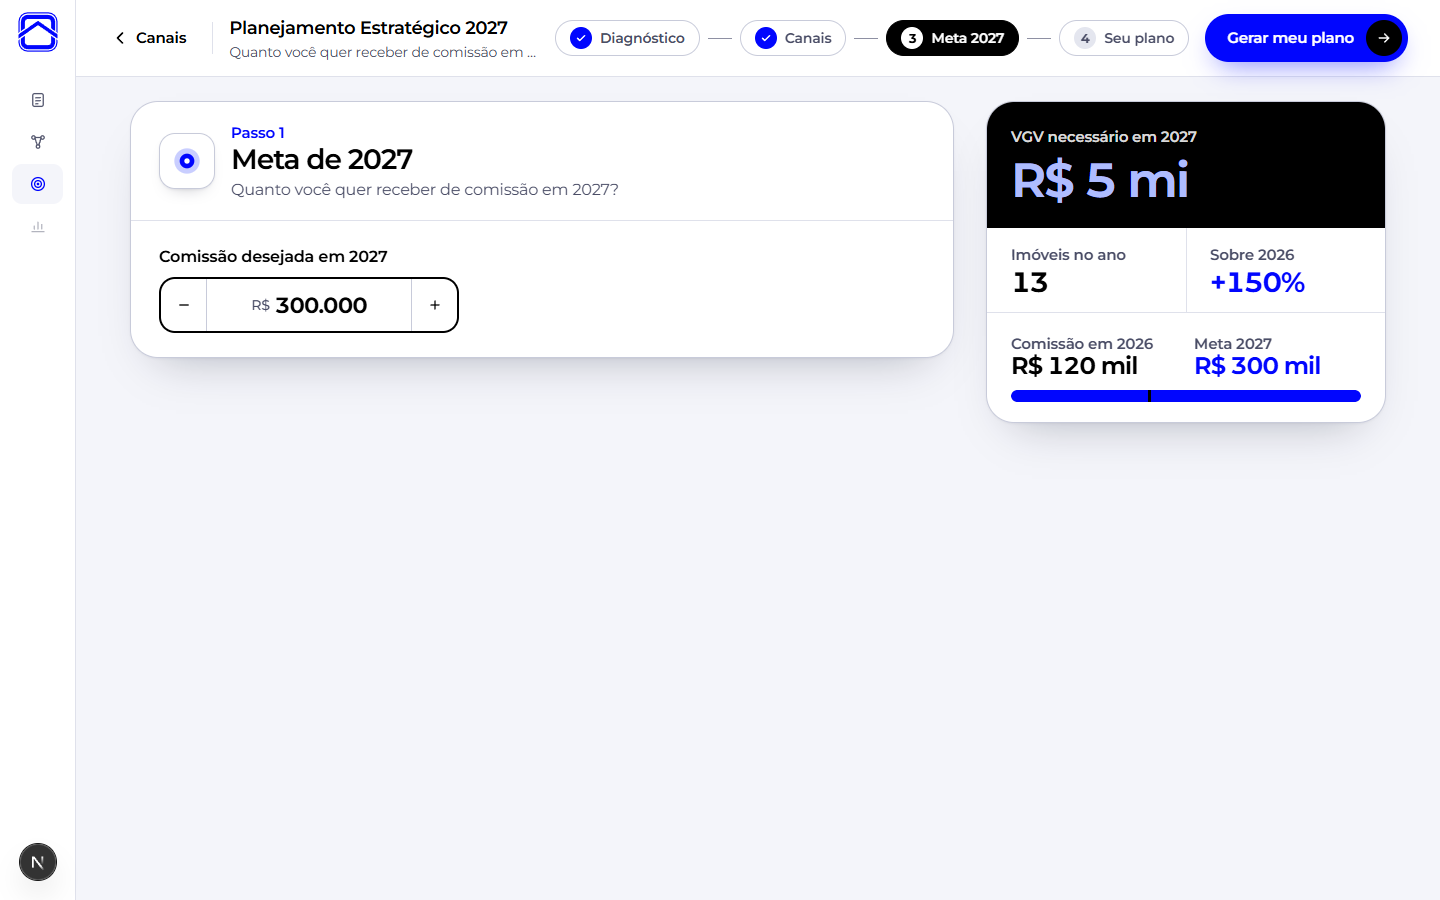 Canais
Planejamento Estratégico 2027
Quanto você quer receber de comissão em ...
Diagnóstico
Canais
3 Meta 2027
4 Seu plano
Gerar meu plano
Passo 1
Meta de 2027
Quanto você quer receber de comissão em 2027?
Comissão desejada em 2027
− R$ 300.000 +
VGV necessário em 2027
R$ 5 mi
Imóveis no ano
13
Sobre 2026
+150%
Comissão em 2026
R$ 120 mil
Meta 2027
R$ 300 mil
N